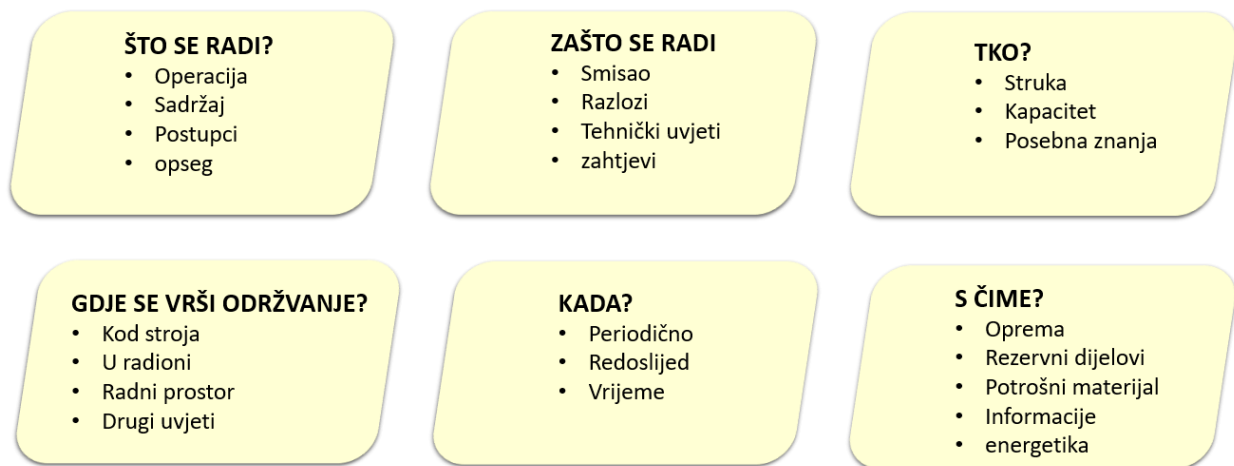 ŠTO SE RADI?
• Operacija
• Sadržaj
• Postupci
• opseg
ZAŠTO SE RADI
• Smisao
• Razlozi
• Tehnički uvjeti
• zahtjevi
TKO?
• Struka
• Kapacitet
• Posebna znanja
GDJE SE VRŠI ODRŽVANJE?
• Kod stroja
• U radioni
• Radni prostor
• Drugi uvjeti
KADA?
• Periodično
• Redoslijed
• Vrijeme
S ČIME?
• Oprema
• Rezervni dijelovi
• Potrošni materijal
• Informacije
• energetika